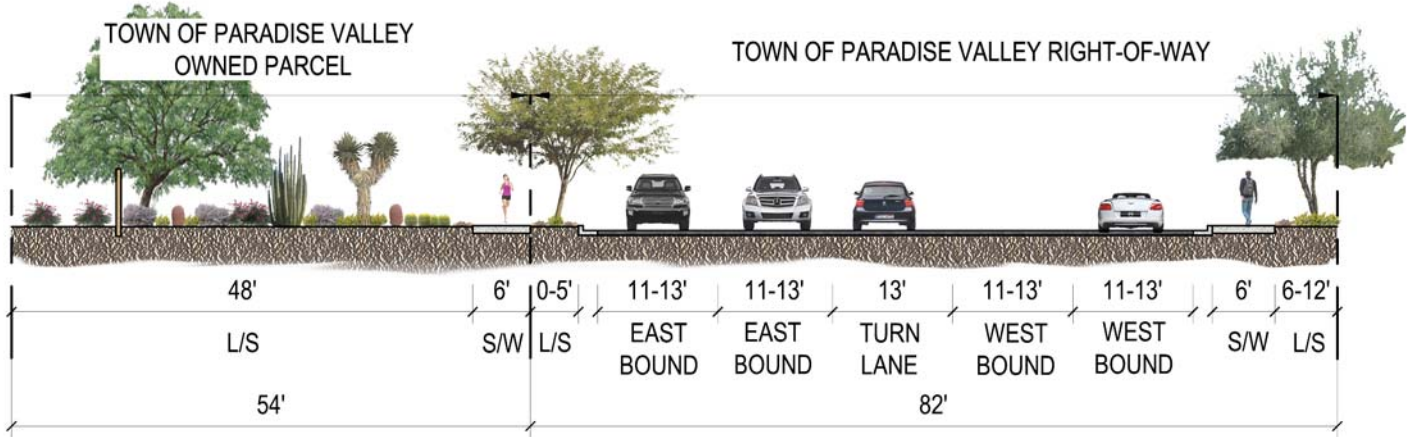 TOWN OF PARADISE VALLEY
OWNED PARCEL
TOWN OF PARADISE VALLEY RIGHT-OF-WAY
48'
6'
0-5'
11-13'
11-13'
13'
11-13'
11-13'
6'
6-12'
L/S
S/W
L/S
EAST
BOUND
EAST
BOUND
TURN
LANE
WEST
BOUND
WEST
BOUND
S/W
L/S
54'
82'